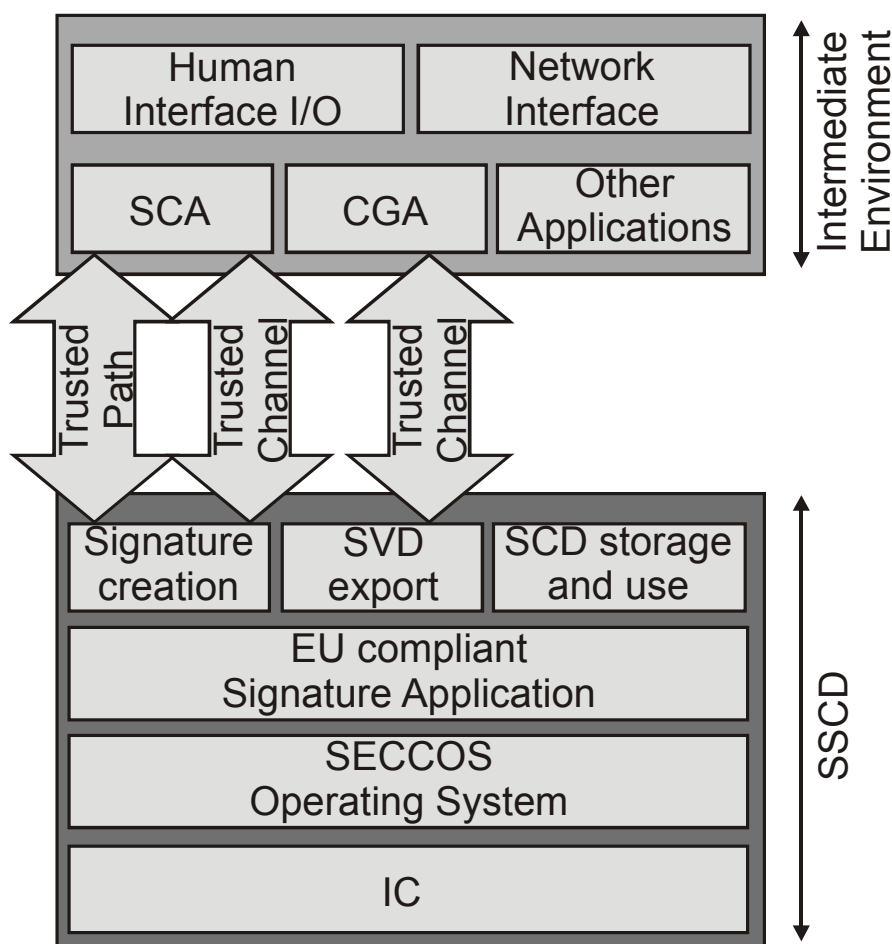 Human
Interface I/O
Network
Interface
SCA
CGA
Other
Applications
Intermediate
Environment
Trusted
Path
Trusted
Channel
Trusted
Channel
Signature
creation
SVD
export
SCD storage
and use
EU compliant
Signature Application
SECCOS
Operating System
IC
SSCD